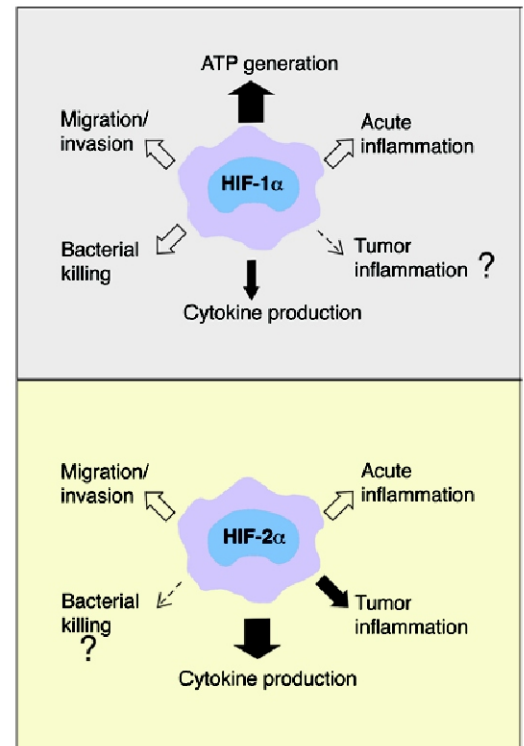 ATP generation
Migration/
invasion
Acute
inflammation
HIF-1α
Bacterial
killing
Tumor
inflammation ?
Cytokine production
Migration/
invasion
Acute
inflammation
HIF-2α
Bacterial
killing
?
Tumor
inflammation
Cytokine production